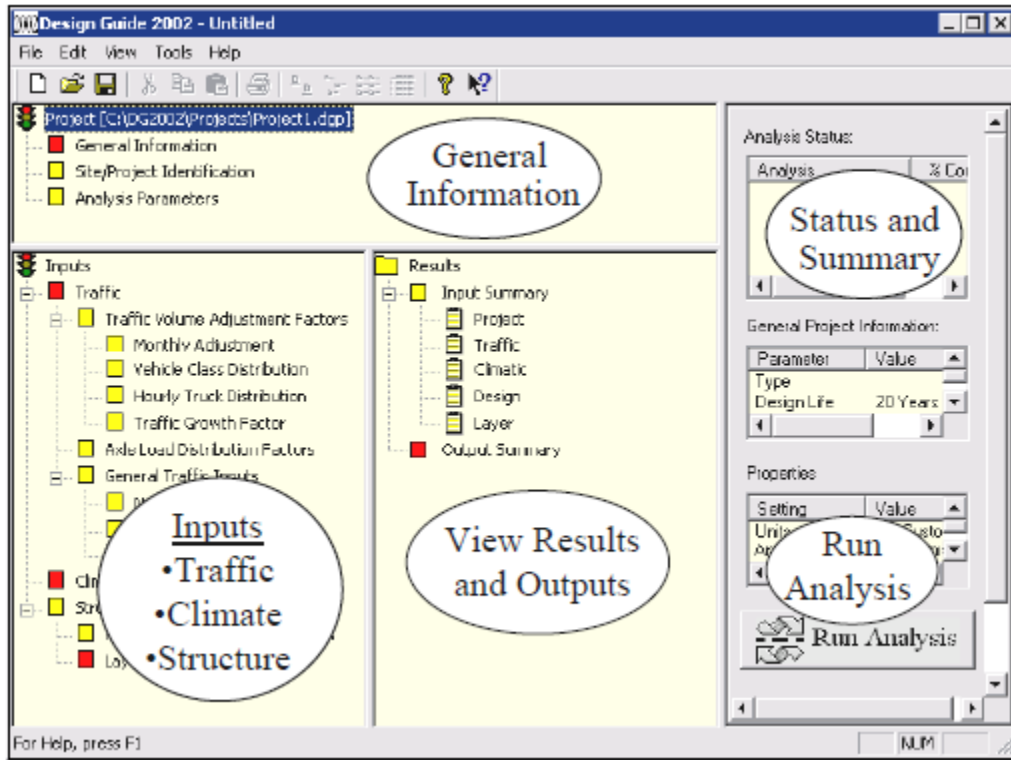 Design Guide 2002 - Untitled
File Edit View Tools Help
Project [C:\DG2002\Projects\Project1.dgp]
General Information
Site/Project Identification
Analysis Parameters
General
Information
Inputs
Traffic
Traffic Volume Adjustment Factors
Monthly Adjustment
Vehicle Class Distribution
Hourly Truck Distribution
Traffic Growth Factor
Axle Load Distribution Factors
General Traffic Inputs
Inputs
•Traffic
•Climate
•Structure
Results
Input Summary
Project
Traffic
Climatic
Design
Layer
Output Summary
View Results
and Outputs
Analysis Status:
Analysis % Co
Status and
Summary
General Project Information:
Parameter Value
Type
Design Life 20 Years
Properties
Setting Value
Run
Analysis
Run Analysis
For Help, press F1
NUM